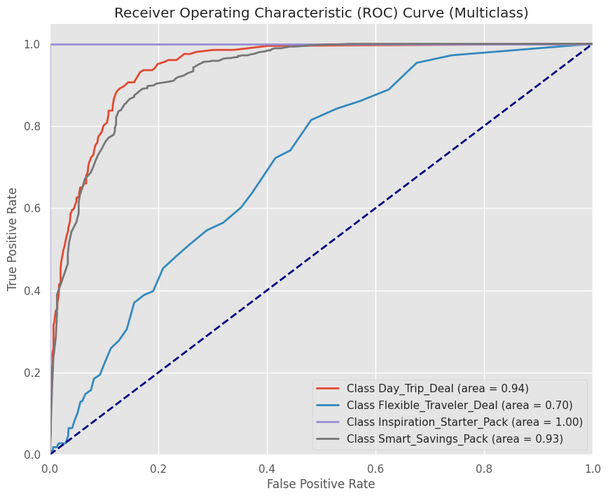 Receiver Operating Characteristic (ROC) Curve (Multiclass)
True Positive Rate
1.0
0.8
0.6
0.4
0.2
0.0
Class Day_Trip_Deal (area = 0.94)
Class Flexible_Traveler_Deal (area = 0.70)
Class Inspiration_Starter_Pack (area = 1.00)
Class Smart_Savings_Pack (area = 0.93)
0.0 0.2 0.4 0.6 0.8 1.0
False Positive Rate